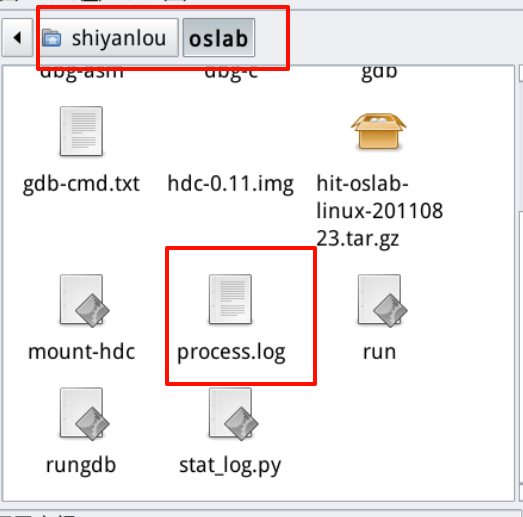 shiyanlou oslab
dbg-asm dbg-c gdb
gdb-cmd.txt hdc-0.11.img hit-oslab-
linux-201108
23.tar.gz
mount-hdc process.log run
rungdb stat_log.py